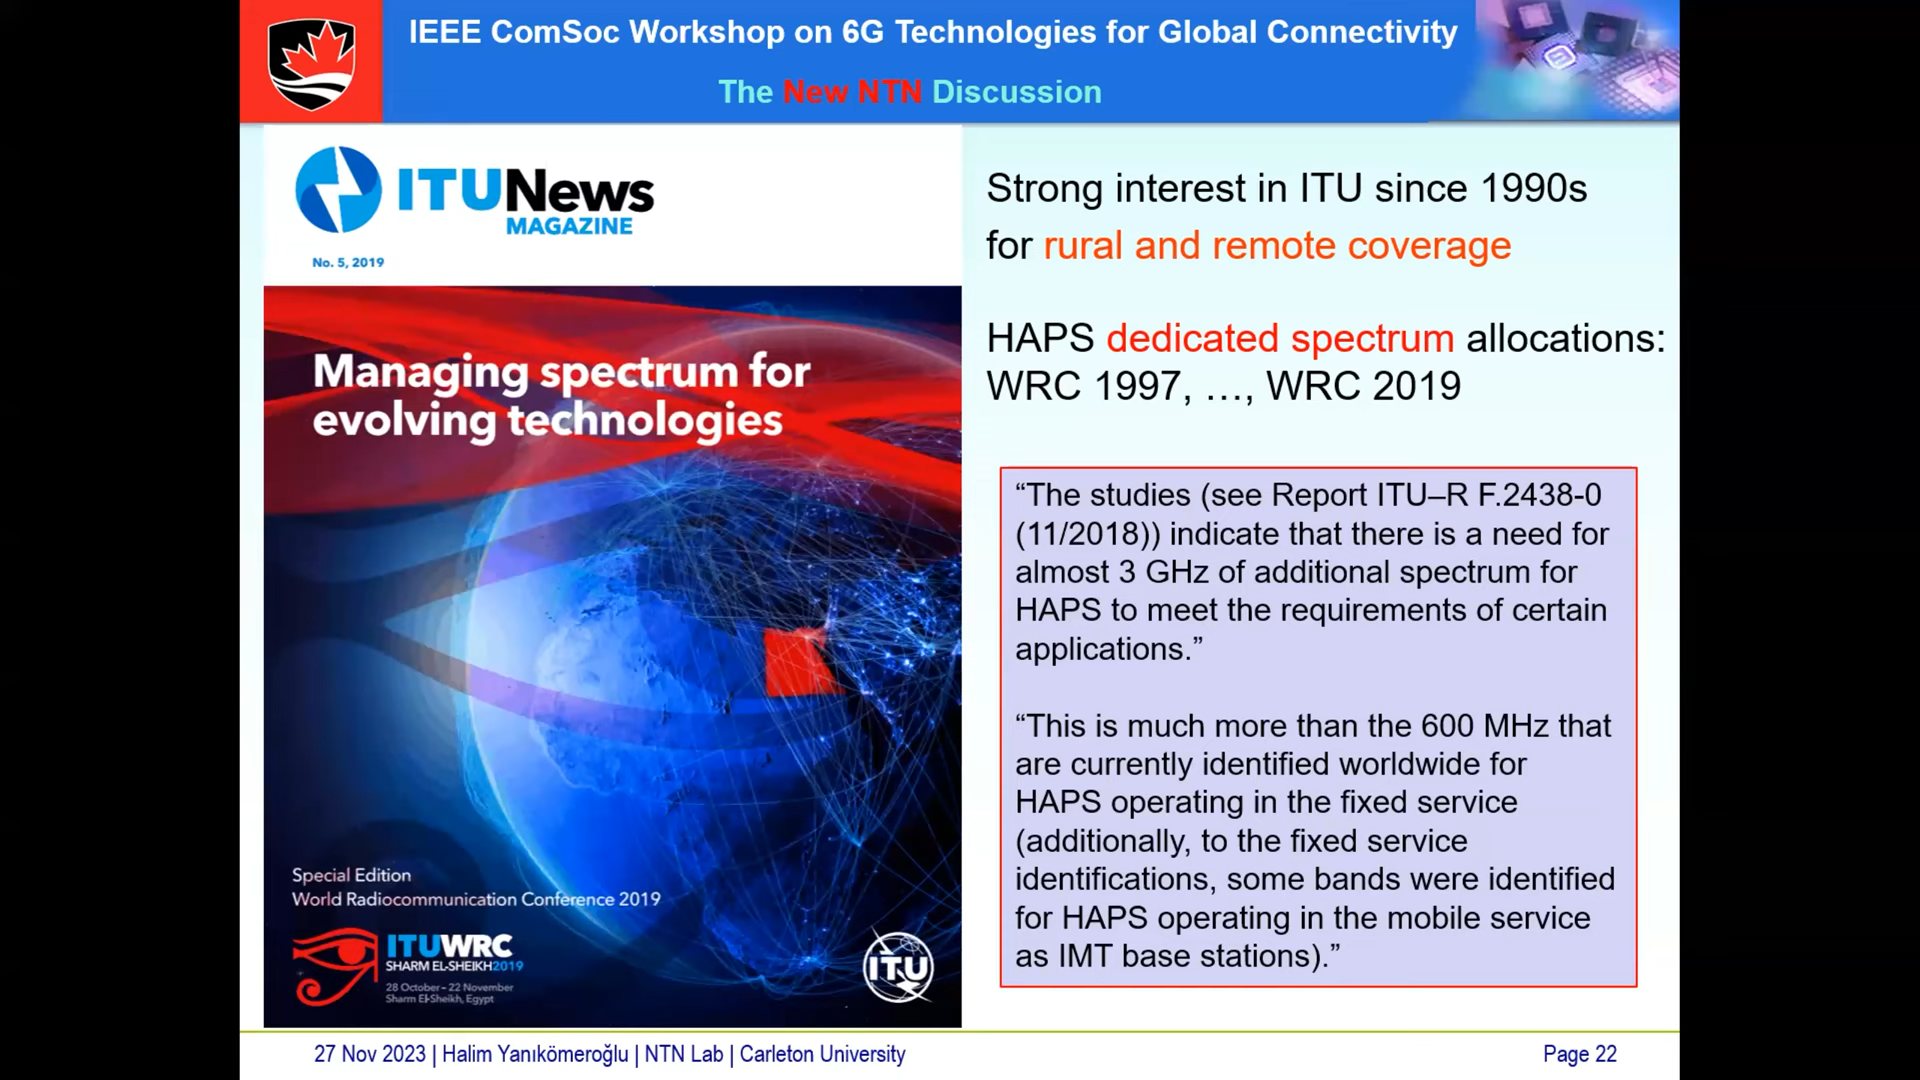 IEEE ComSoc Workshop on 6G Technologies for Global Connectivity
The New NTN Discussion
ITUNews
MAGAZINE
No. 5, 2019
Managing spectrum for
evolving technologies
Special Edition
World Radiocommunication Conference 2019
ITUWRC
SHARM EL-SHEIKH2019
28 October – 22 November
Sharm El-Sheikh, Egypt
ITU
Strong interest in ITU since 1990s
for rural and remote coverage
HAPS dedicated spectrum allocations:
WRC 1997, …, WRC 2019
“The studies (see Report ITU–R F.2438-0
(11/2018)) indicate that there is a need for
almost 3 GHz of additional spectrum for
HAPS to meet the requirements of certain
applications.”
“This is much more than the 600 MHz that
are currently identified worldwide for
HAPS operating in the fixed service
(additionally, to the fixed service
identifications, some bands were identified
for HAPS operating in the mobile service
as IMT base stations).”
27 Nov 2023 | Halim Yanıkömeroğlu | NTN Lab | Carleton University
Page 22